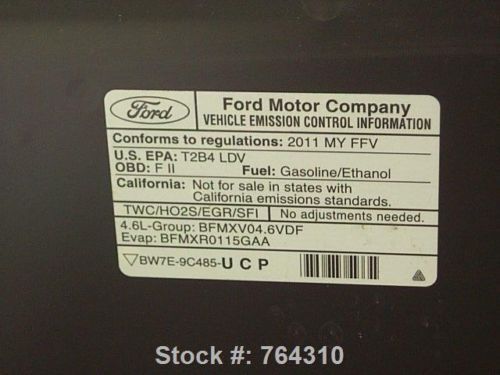 Ford
Ford Motor Company
VEHICLE EMISSION CONTROL INFORMATION
Conforms to regulations: 2011 MY FFV
U.S. EPA: T2B4 LDV
OBD: F II Fuel: Gasoline/Ethanol
California: Not for sale in states with
California emissions standards.
TWC/HO2S/EGR/SFI No adjustments needed.
4.6L-Group: BFMXV04.6VDF
Evap: BFMXR0115GAA
BW7E-9C485-UCP
Stock #: 764310